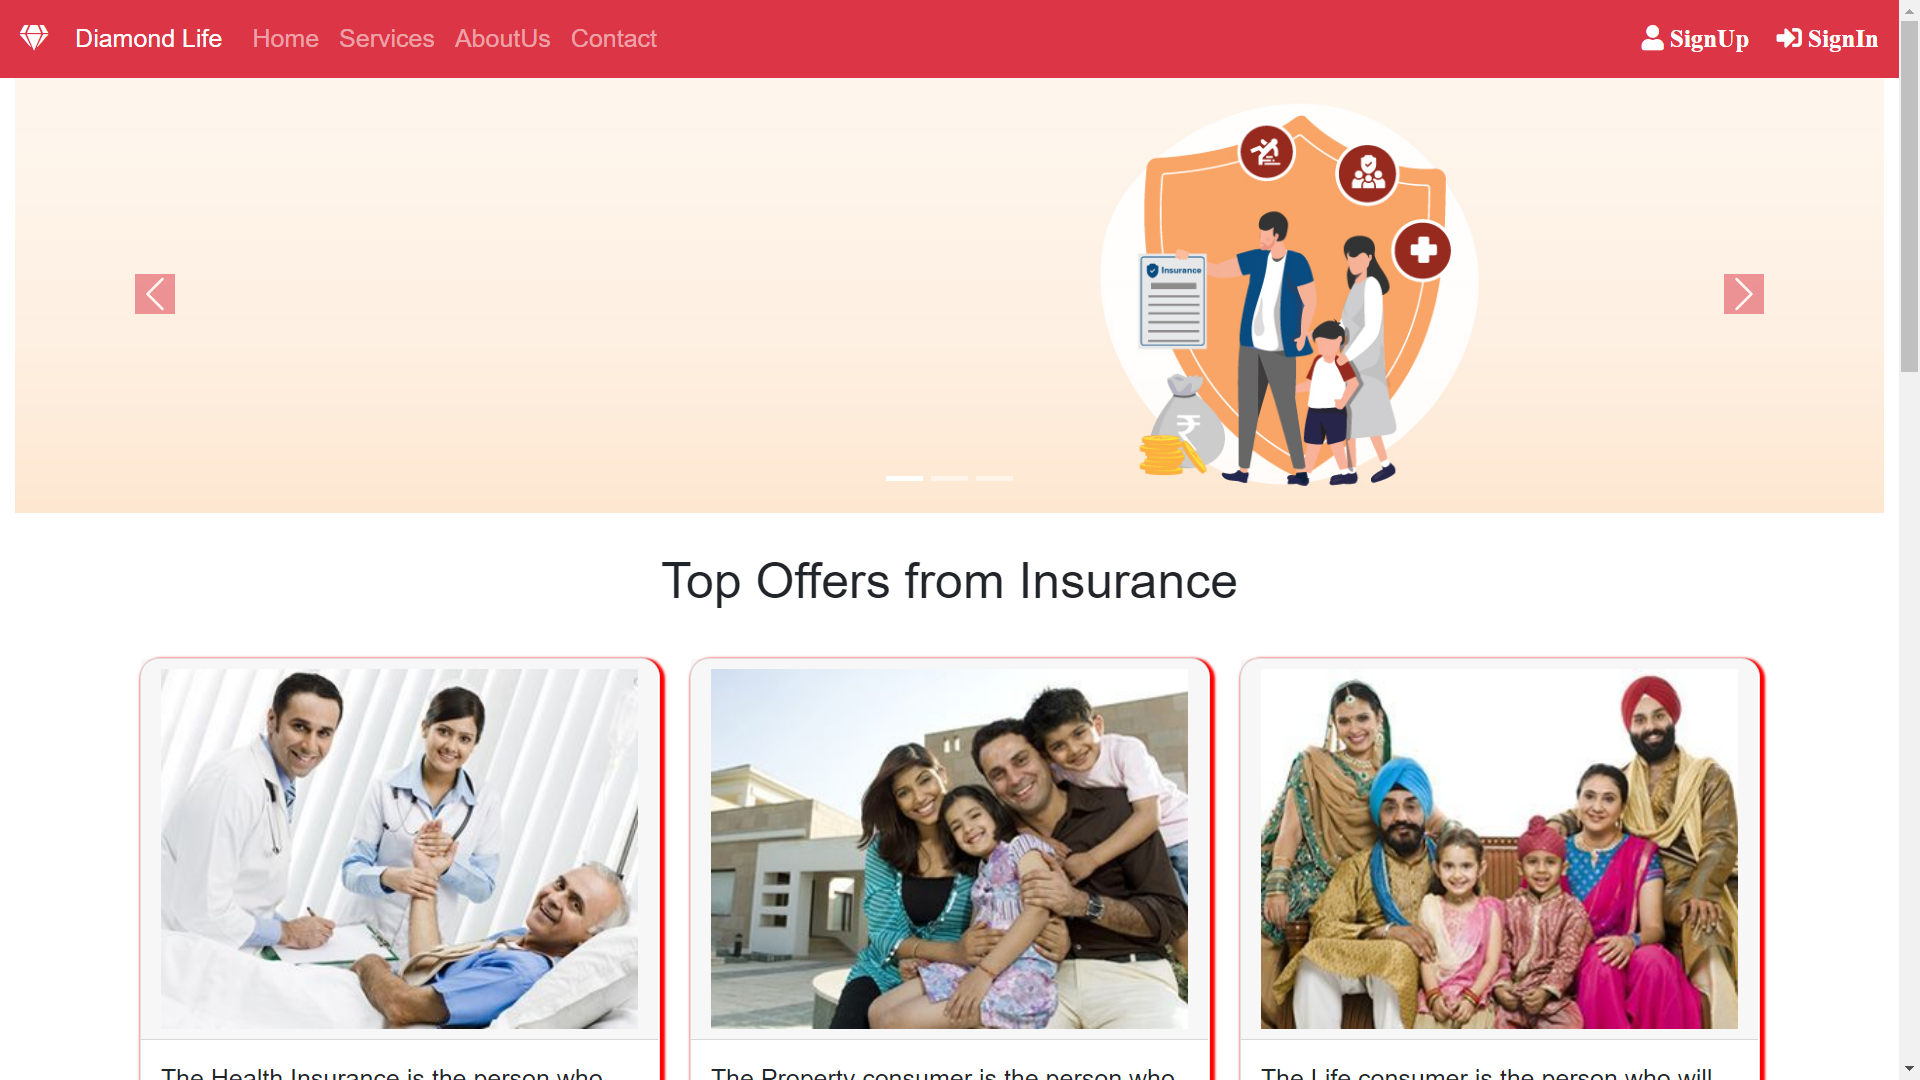 Diamond Life Home Services AboutUs Contact SignUp SignIn
Insurance
₹
Top Offers from Insurance
The Health Insurance is the person who
The Property consumer is the person who
The Life consumer is the person who will